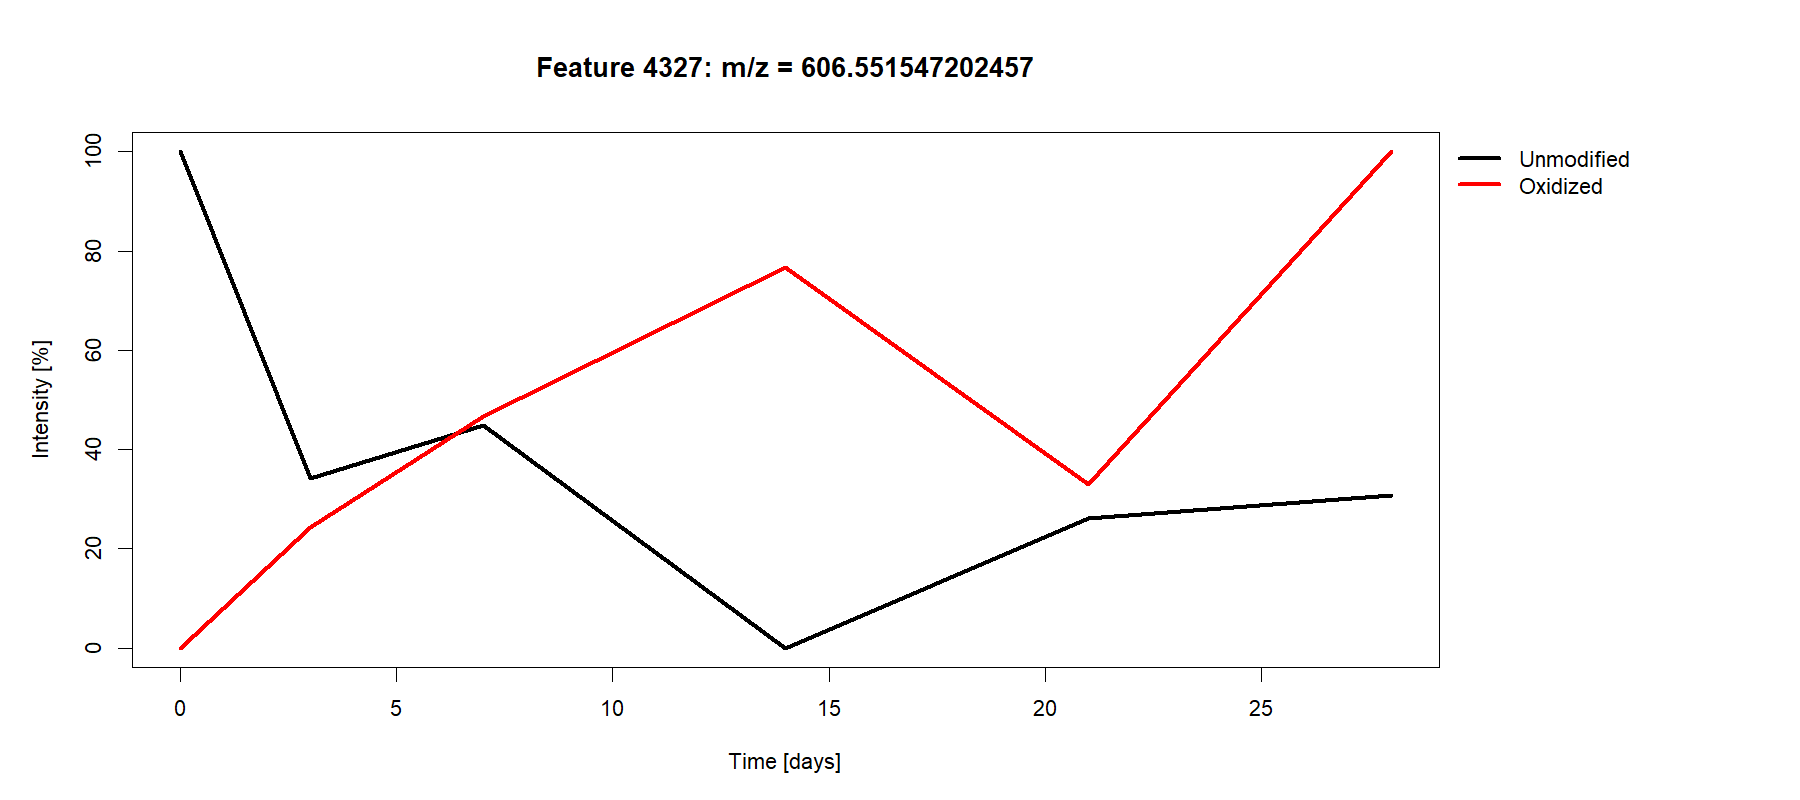 Feature 4327: m/z = 606.551547202457
Unmodified
Oxidized
Intensity [%]
100
80
60
40
20
0
0 5 10 15 20 25
Time [days]